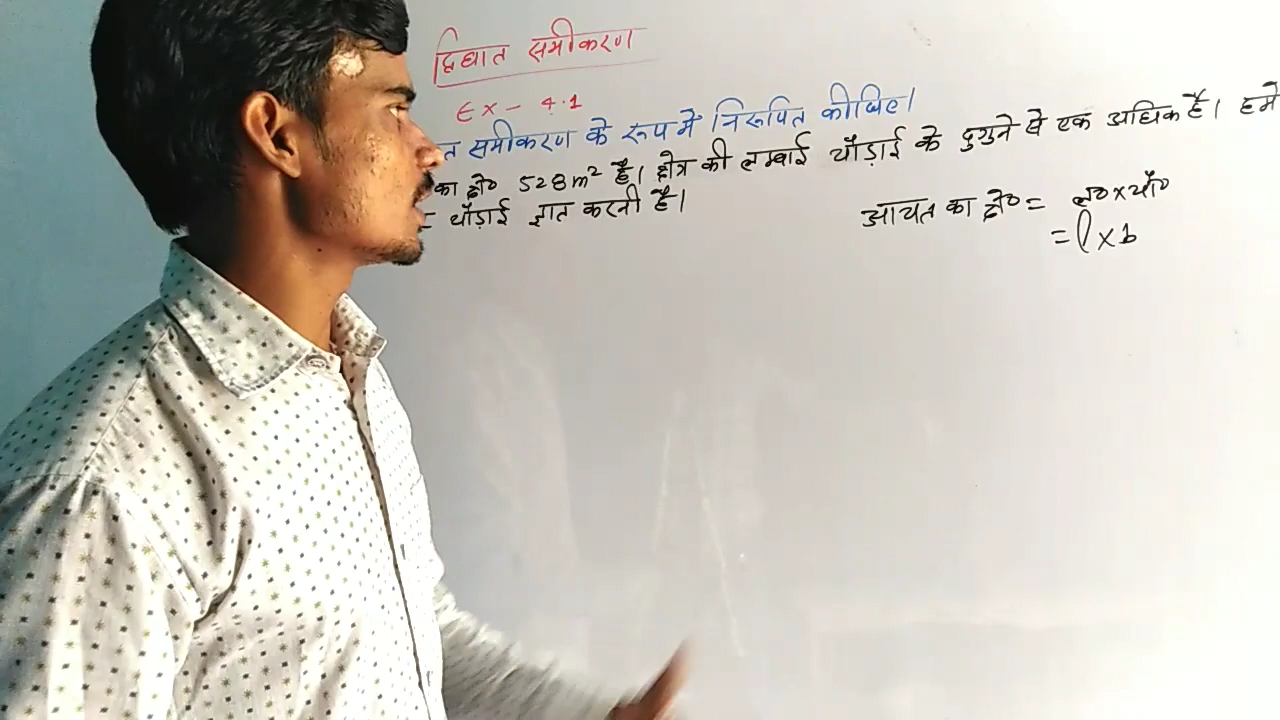 द्विघात समीकरण
Ex - 4.1
त समीकरण के रूप में निरूपित कीजिए।
का क्षे० 528 m² है। क्षेत्र की लम्बाई चौड़ाई के दुगुने से एक अधिक है। हमे
चौड़ाई ज्ञात करनी है।
आयत का क्षे० = ल० × चौ०
= l × b